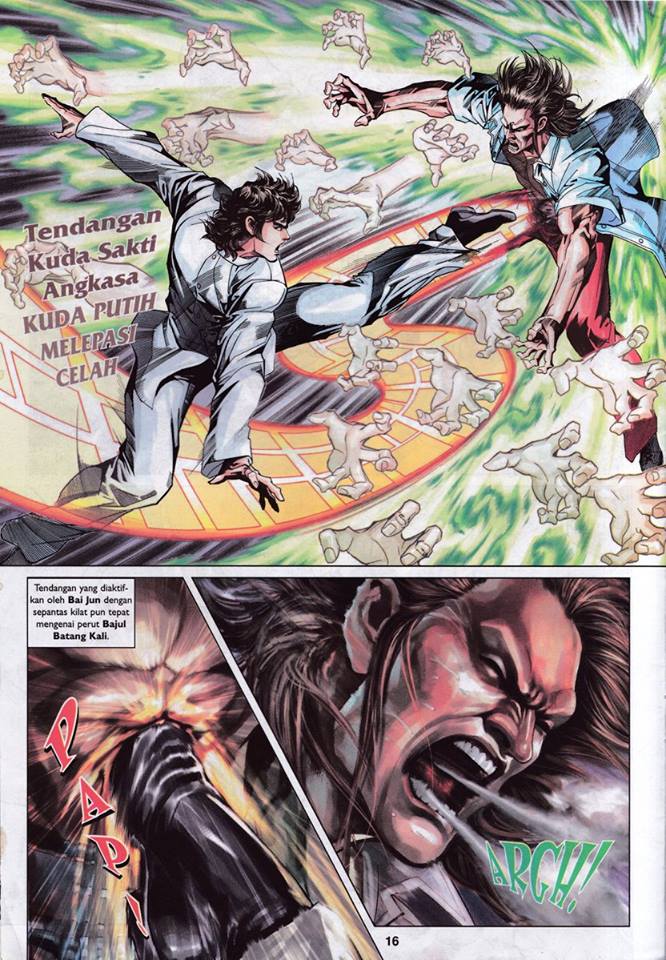 Tendangan
Kuda Sakti
Angkasa
KUDA PUTIH
MELEPASI
CELAH
Tendangan yang diaktif-
kan oleh Bai Jun dengan
sepantas kilat pun tepat
mengenai perut Bajul
Batang Kali.
PAP!
ARGH!
16